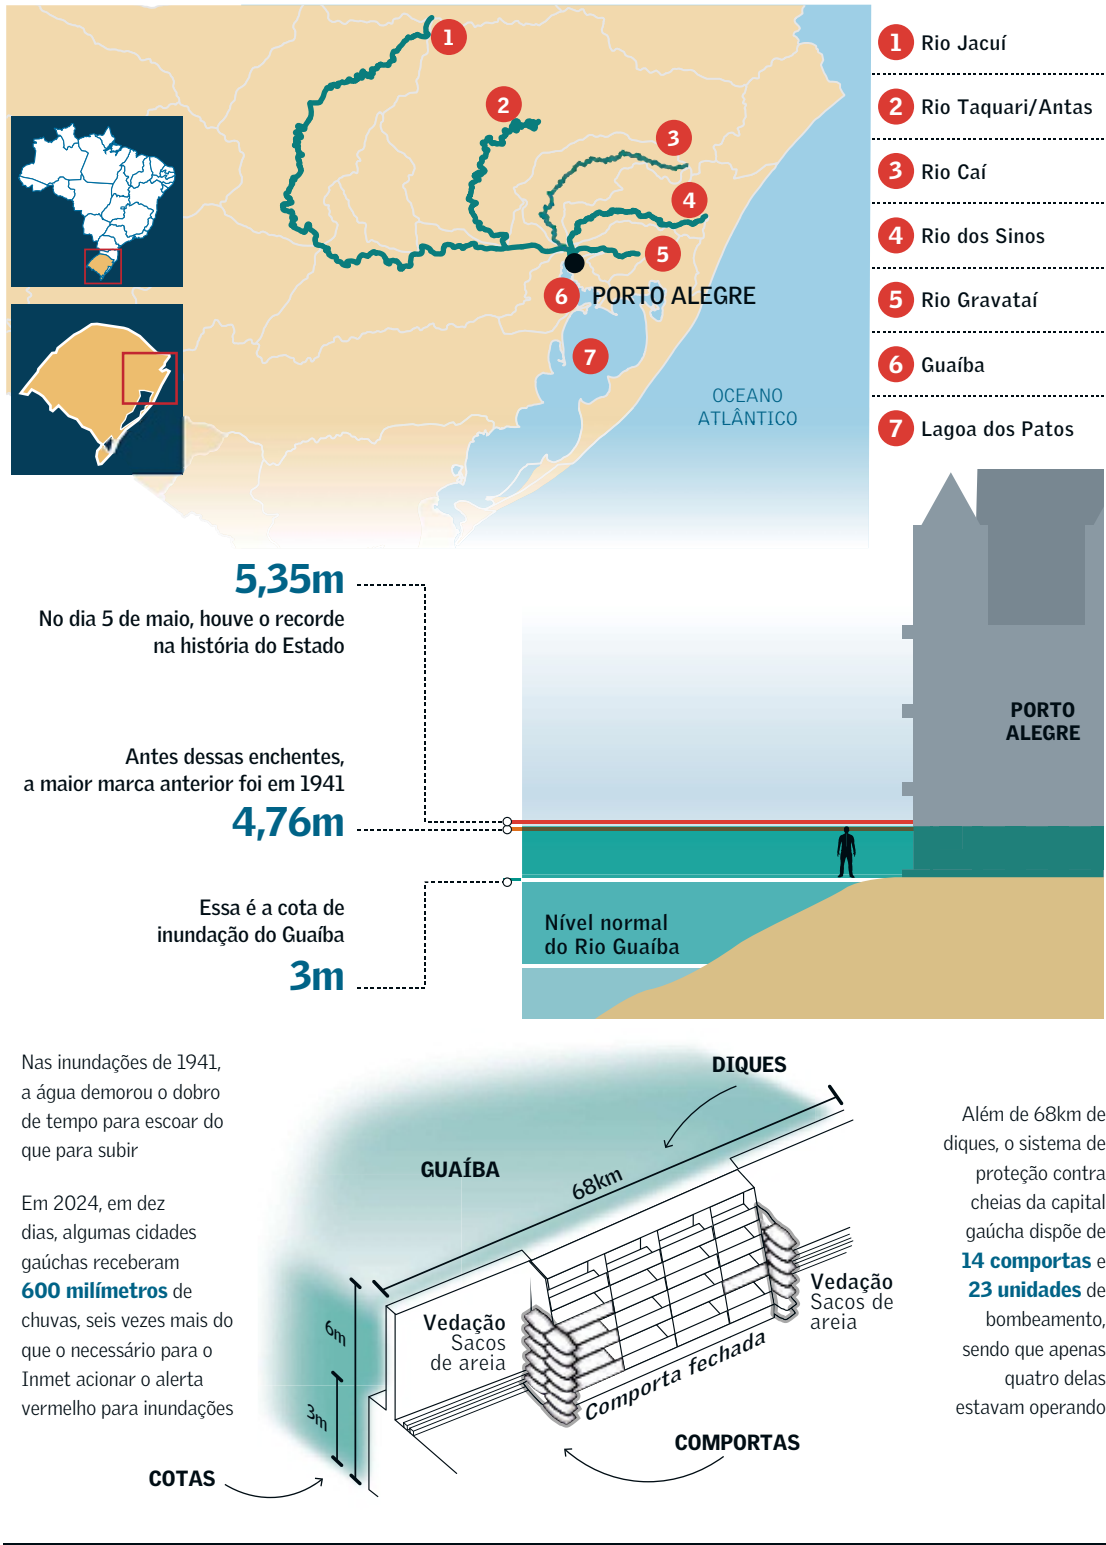 1
2
3
4
5
6
PORTO ALEGRE
7
OCEANO
ATLÂNTICO
1 Rio Jacuí
2 Rio Taquari/Antas
3 Rio Caí
4 Rio dos Sinos
5 Rio Gravataí
6 Guaíba
7 Lagoa dos Patos
5,35m
No dia 5 de maio, houve o recorde
na história do Estado
Antes dessas enchentes,
a maior marca anterior foi em 1941
4,76m
Essa é a cota de
inundação do Guaíba
3m
PORTO
ALEGRE
Nível normal
do Rio Guaíba
Nas inundações de 1941,
a água demorou o dobro
de tempo para escoar do
que para subir
Em 2024, em dez
dias, algumas cidades
gaúchas receberam
600 milímetros de
chuvas, seis vezes mais do
que o necessário para o
Inmet acionar o alerta
vermelho para inundações
DIQUES
GUAÍBA
68km
6m
3m
Vedação
Sacos
de areia
Comporta fechada
Vedação
Sacos de
areia
COMPORTAS
COTAS
Além de 68km de
diques, o sistema de
proteção contra
cheias da capital
gaúcha dispõe de
14 comportas e
23 unidades de
bombeamento,
sendo que apenas
quatro delas
estavam operando